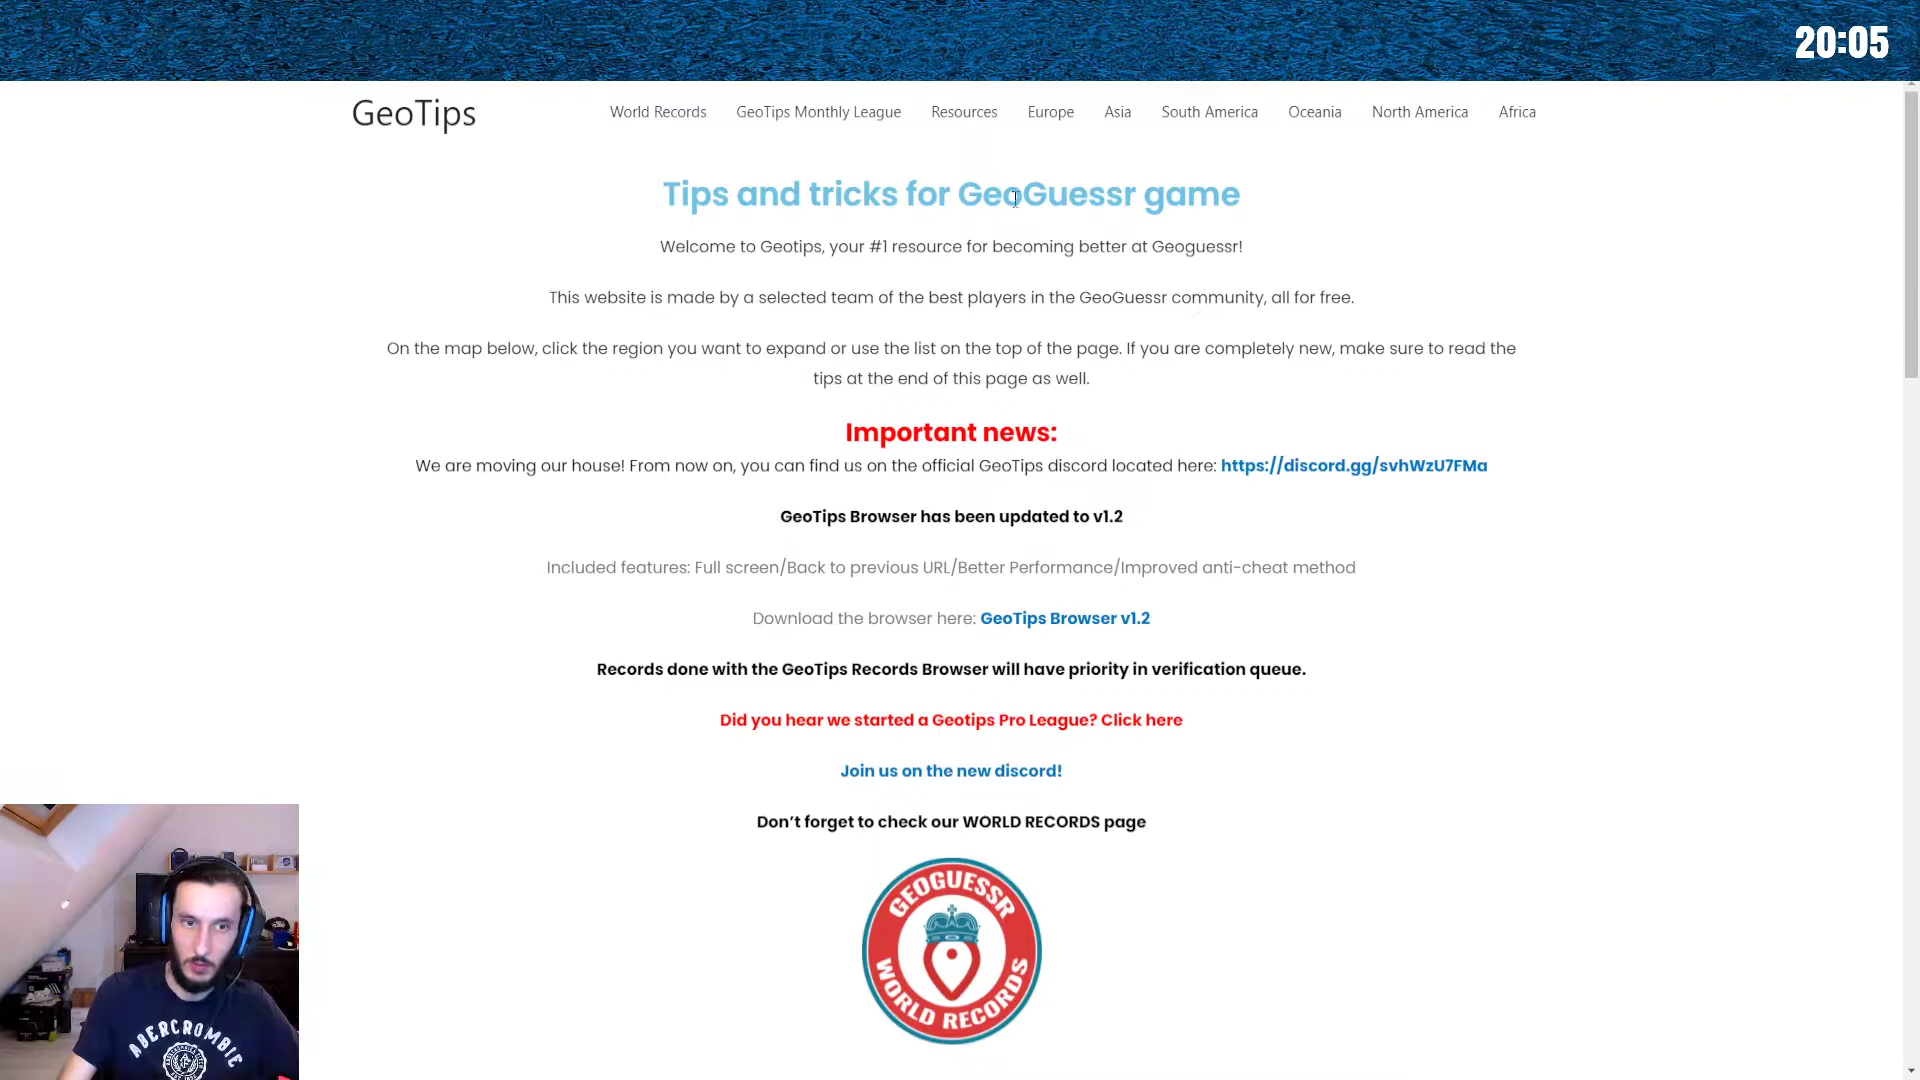 20:05
GeoTips
World Records
GeoTips Monthly League
Resources
Europe
Asia
South America
Oceania
North America
Africa
Tips and tricks for GeoGuessr game
Welcome to Geotips, your #1 resource for becoming better at Geoguessr!
This website is made by a selected team of the best players in the GeoGuessr community, all for free.
On the map below, click the region you want to expand or use the list on the top of the page. If you are completely new, make sure to read the
tips at the end of this page as well.
Important news:
We are moving our house! From now on, you can find us on the official GeoTips discord located here: https://discord.gg/svhWzU7FMa
GeoTips Browser has been updated to v1.2
Included features: Full screen/Back to previous URL/Better Performance/Improved anti-cheat method
Download the browser here: GeoTips Browser v1.2
Records done with the GeoTips Records Browser will have priority in verification queue.
Did you hear we started a Geotips Pro League? Click here
Join us on the new discord!
Don’t forget to check our WORLD RECORDS page
GEOGUESSR
WORLD RECORDS
ABERCROMBIE